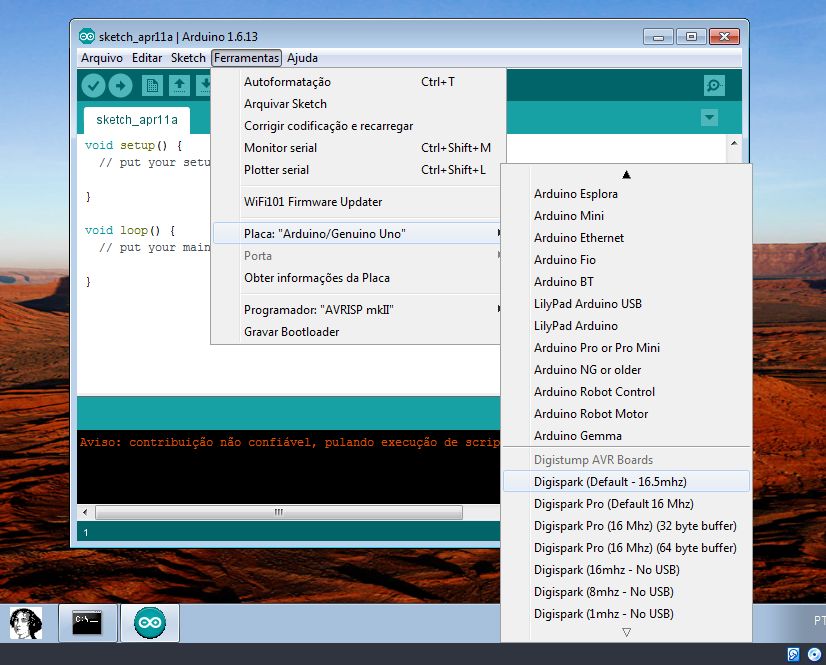 sketch_apr11a | Arduino 1.6.13
Arquivo Editar Sketch Ferramentas Ajuda
sketch_apr11a
void setup() {
// put your setu
}
void loop() {
// put your main
}
Aviso: contribuição não confiável, pulando execução de scrip
1
Autoformatação Ctrl+T
Arquivar Sketch
Corrigir codificação e recarregar
Monitor serial Ctrl+Shift+M
Plotter serial Ctrl+Shift+L
WiFi101 Firmware Updater
Placa: "Arduino/Genuino Uno"
Porta
Obter informações da Placa
Programador: "AVRISP mkII"
Gravar Bootloader
Arduino Esplora
Arduino Mini
Arduino Ethernet
Arduino Fio
Arduino BT
LilyPad Arduino USB
LilyPad Arduino
Arduino Pro or Pro Mini
Arduino NG or older
Arduino Robot Control
Arduino Robot Motor
Arduino Gemma
Digistump AVR Boards
Digispark (Default - 16.5mhz)
Digispark Pro (Default 16 Mhz)
Digispark Pro (16 Mhz) (32 byte buffer)
Digispark Pro (16 Mhz) (64 byte buffer)
Digispark (16mhz - No USB)
Digispark (8mhz - No USB)
Digispark (1mhz - No USB)
C:\.
PT